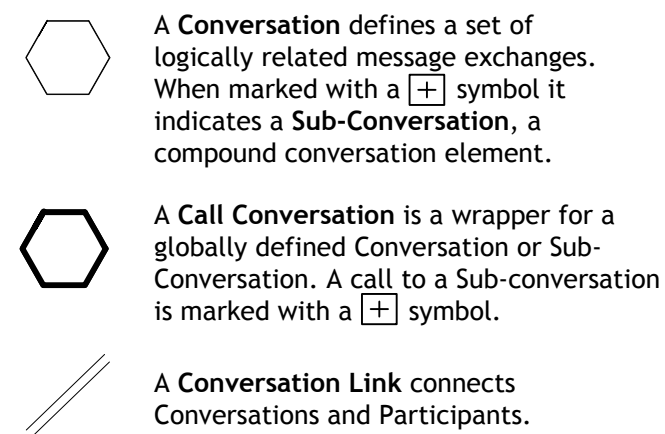 A Conversation defines a set of
logically related message exchanges.
When marked with a + symbol it
indicates a Sub-Conversation, a
compound conversation element.
A Call Conversation is a wrapper for a
globally defined Conversation or Sub-
Conversation. A call to a Sub-conversation
is marked with a + symbol.
A Conversation Link connects
Conversations and Participants.